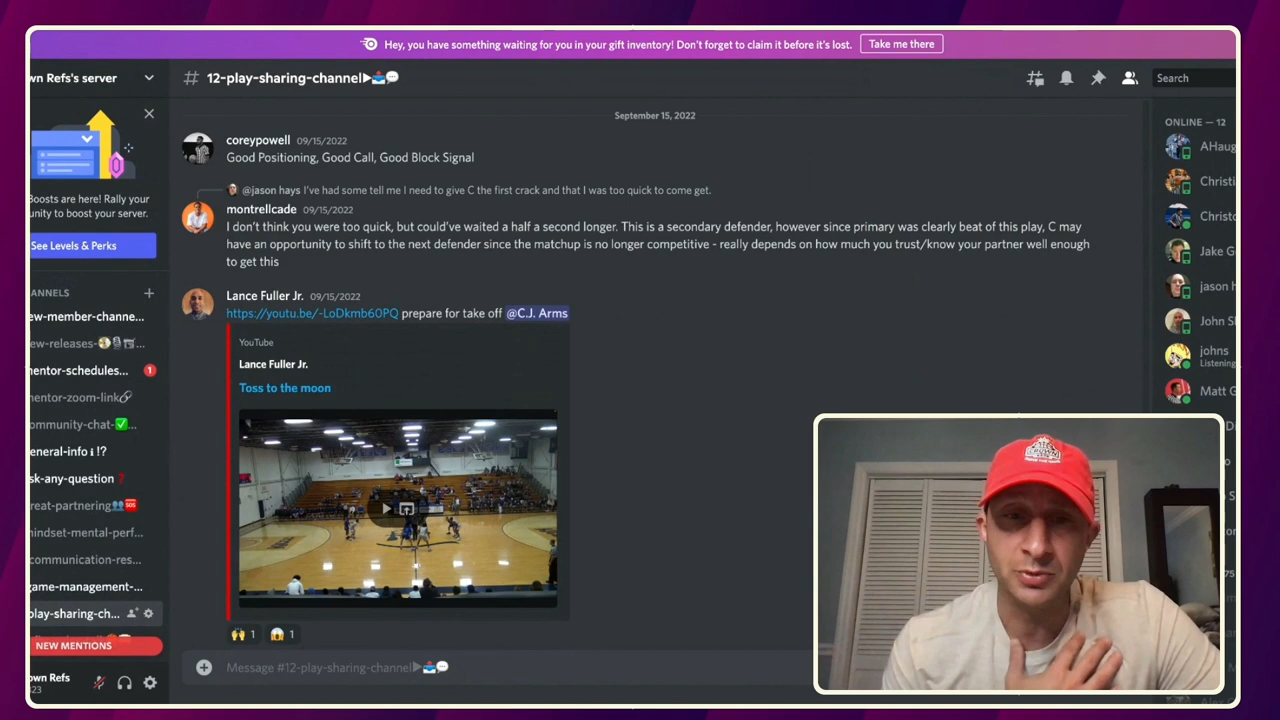 Hey, you have something waiting for you in your gift inventory! Don't forget to claim it before it's lost.
Take me there
wn Refs's server
12-play-sharing-channel
Search
September 15, 2022
ONLINE — 12
coreypowell 09/15/2022
Good Positioning, Good Call, Good Block Signal
@jason hays I've had some tell me I need to give C the first crack and that I was too quick to come get.
montrellcade 09/15/2022
I don't think you were too quick, but could've waited a half a second longer. This is a secondary defender, however since primary was clearly beat of this play, C may
have an opportunity to shift to the next defender since the matchup is no longer competitive - really depends on how much you trust/know your partner well enough
to get this
Lance Fuller Jr. 09/15/2022
https://youtu.be/-LoDkmb60PQ prepare for take off @C.J. Arms
YouTube
Lance Fuller Jr.
Toss to the moon
🙌 1 😱 1
Message #12-play-sharing-channel
Boosts are here! Rally your
unity to boost your server.
See Levels & Perks
ANNELS
ew-member-channe...
ew-releases-
mentor-schedules... 1
mentor-zoom-link
ommunity-chat-✅...
eneral-info ℹ ⁉
sk-any-question❓
reat-partnering👥🆘
mindset-mental-perf...
communication-res...
game-management-...
play-sharing-ch...
NEW MENTIONS
own Refs
323
AHaug
Christi
Christo
Jake G
jason h
John S
johns
Listening
Matt G